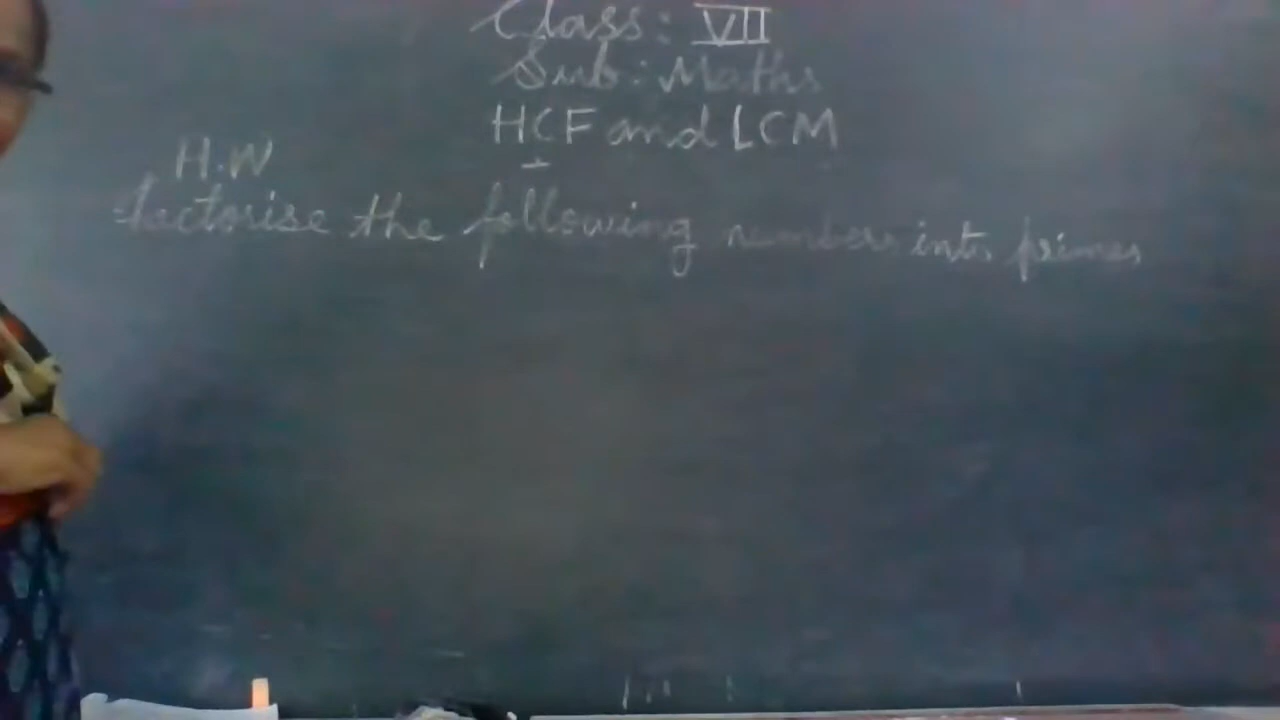 Class: VII
Sub: Maths
HCF and LCM
H.W
factorise the following numbers into primes